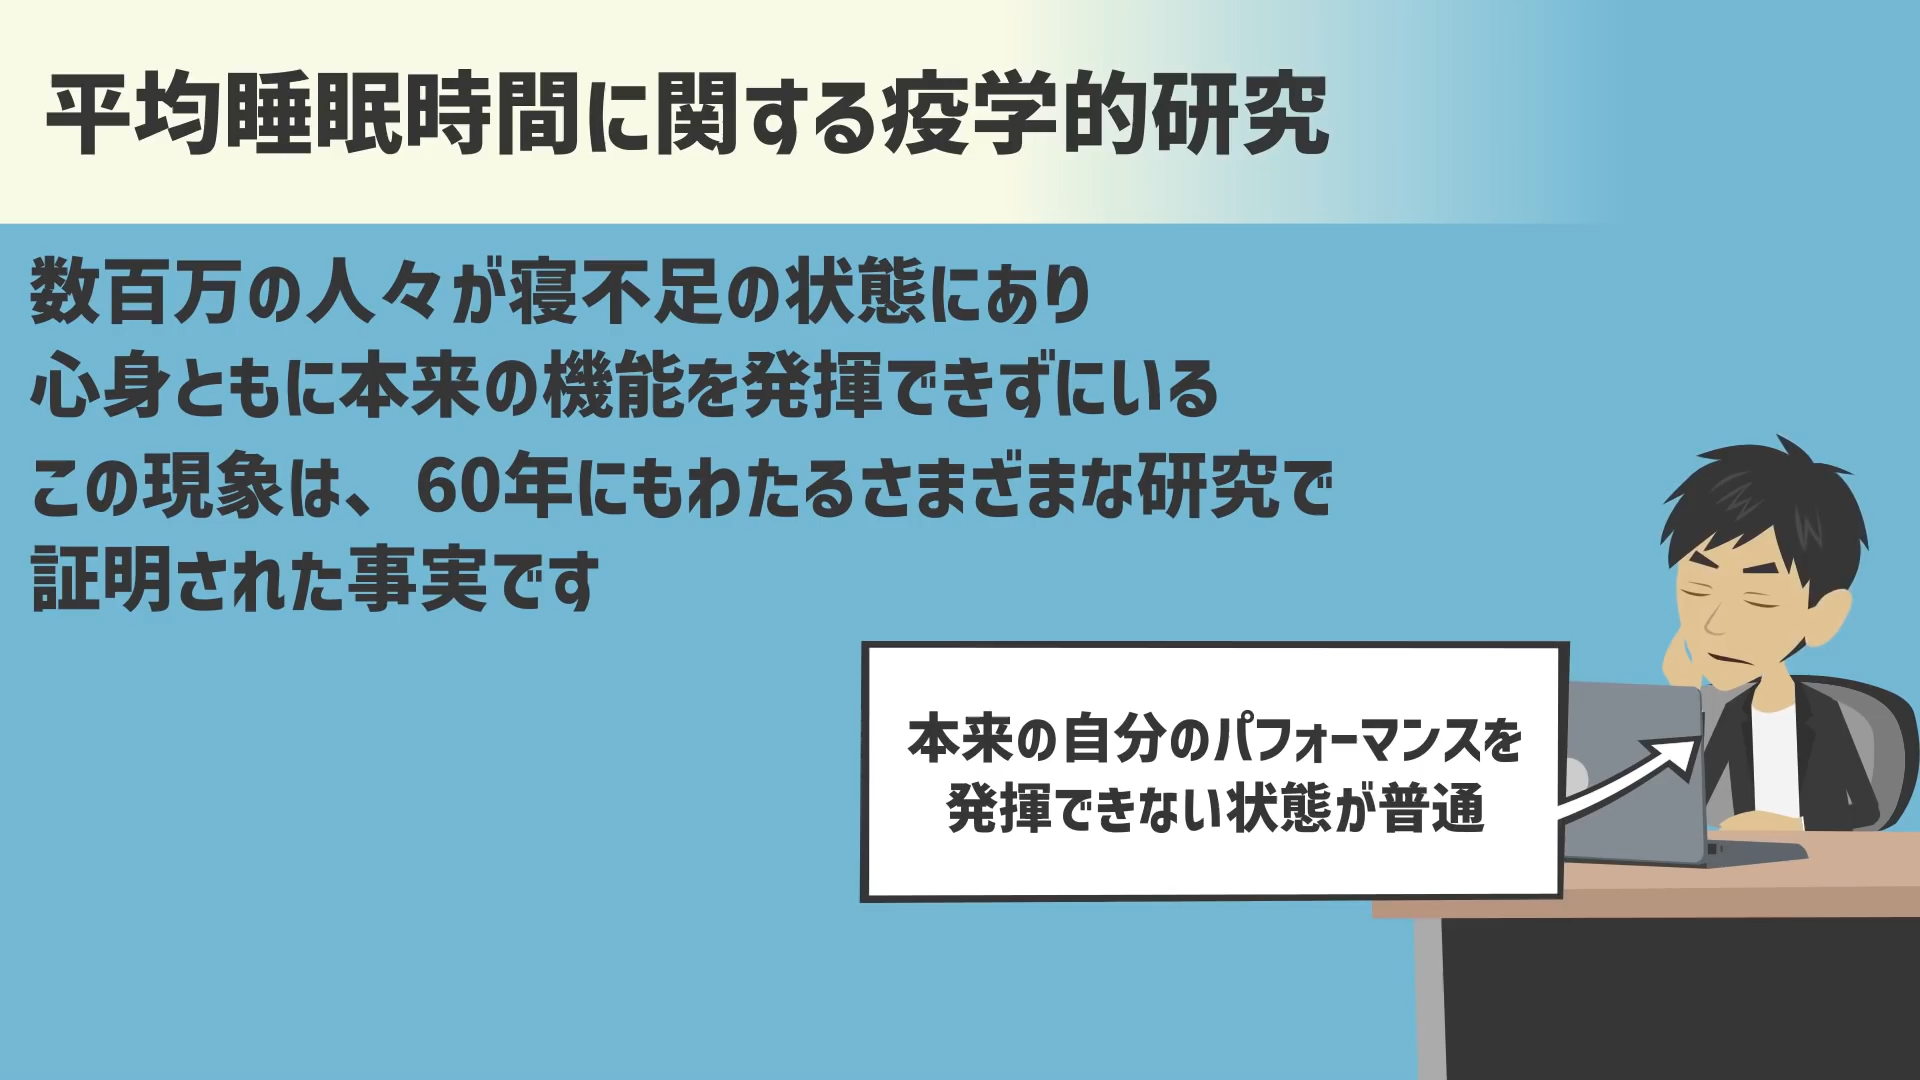 平均睡眠時間に関する疫学的研究
数百万の人々が寝不足の状態にあり
心身ともに本来の機能を発揮できずにいる
この現象は、60年にもわたるさまざまな研究で
証明された事実です
本来の自分のパフォーマンスを
発揮できない状態が普通